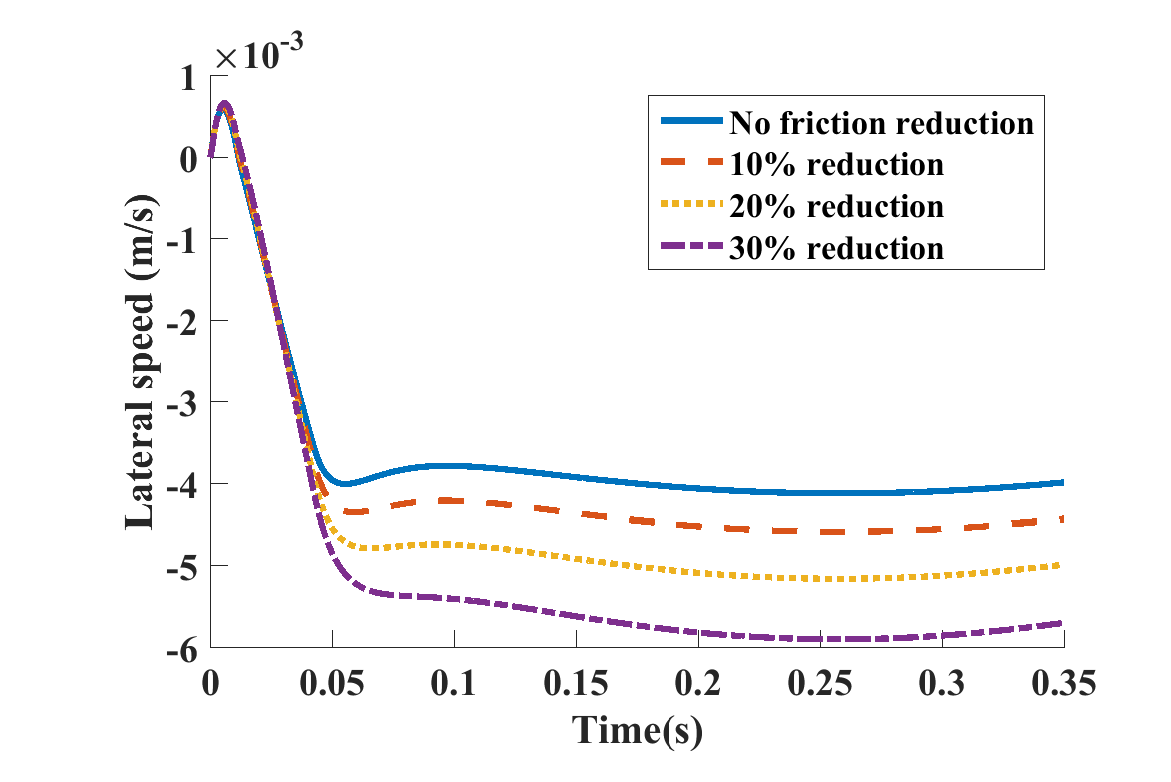 ×10-3
1
0
-1
-2
-3
-4
-5
-6
Lateral speed (m/s)
No friction reduction
10% reduction
20% reduction
30% reduction
0 0.05 0.1 0.15 0.2 0.25 0.3 0.35
Time(s)